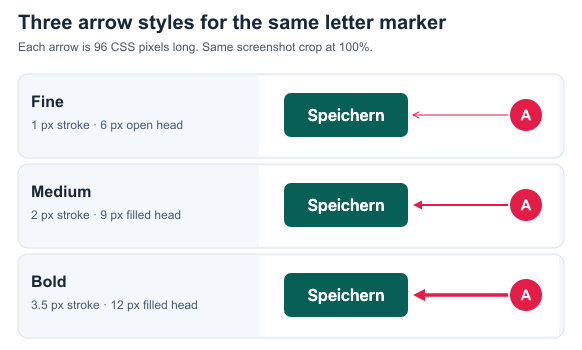 Three arrow styles for the same letter marker
Each arrow is 96 CSS pixels long. Same screenshot crop at 100%.
Fine
1 px stroke · 6 px open head
Speichern
A
Medium
2 px stroke · 9 px filled head
Speichern
A
Bold
3.5 px stroke · 12 px filled head
Speichern
A